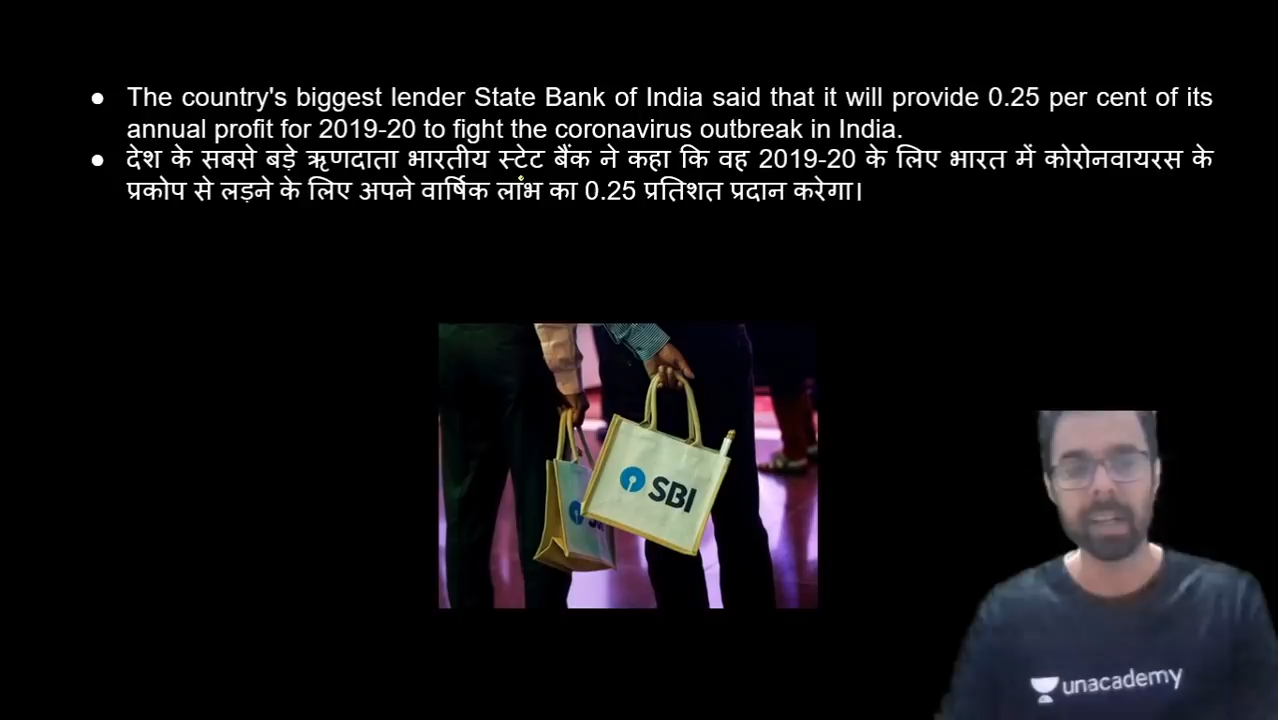 ● The country's biggest lender State Bank of India said that it will provide 0.25 per cent of its
annual profit for 2019-20 to fight the coronavirus outbreak in India.
● देश के सबसे बड़े ऋणदाता भारतीय स्टेट बैंक ने कहा कि वह 2019-20 के लिए भारत में कोरोनवायरस के
प्रकोप से लड़ने के लिए अपने वार्षिक लाभ का 0.25 प्रतिशत प्रदान करेगा।
SBI
unacademy